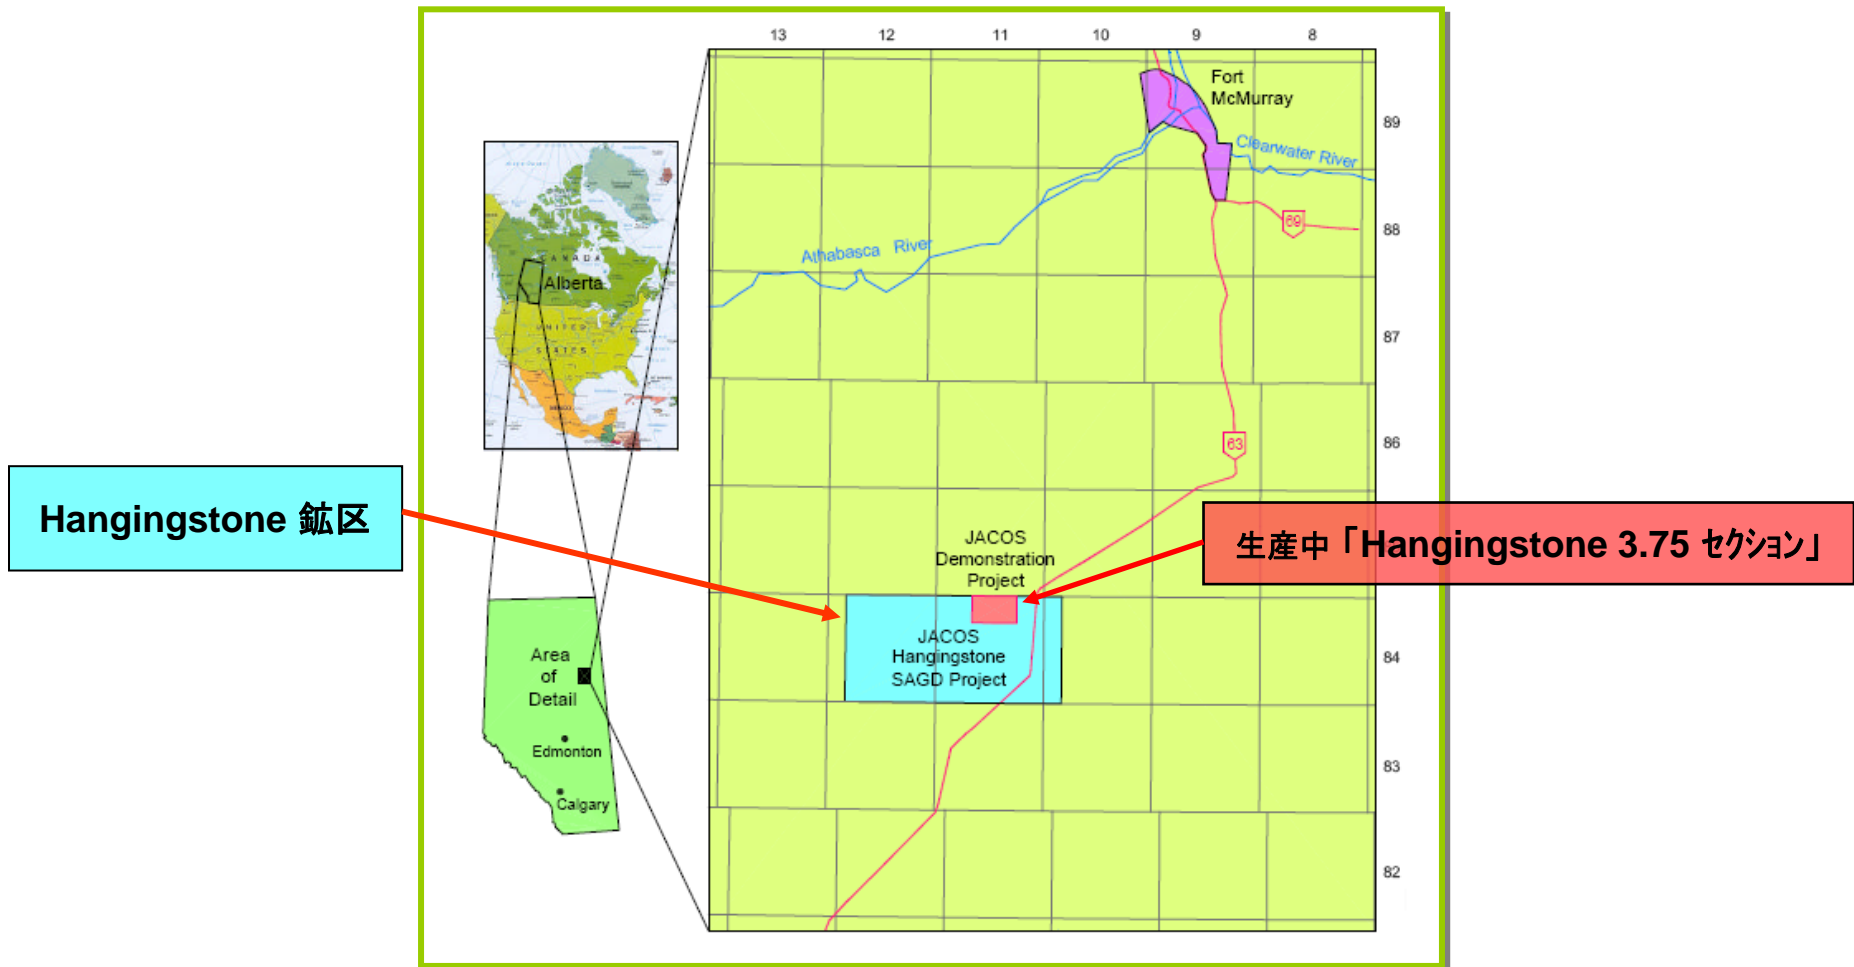 13 12 11 10 9 8
Fort
McMurray
89
Clearwater River
69
88
Athabasca River
CANADA
Alberta
87
UNITED
STATES
MEXICO
63
86
Hangingstone 鉱区
生産中「Hangingstone 3.75 セクション」
JACOS
Demonstration
Project
JACOS
Hangingstone
SAGD Project
84
Area
of
Detail
Edmonton
83
Calgary
82